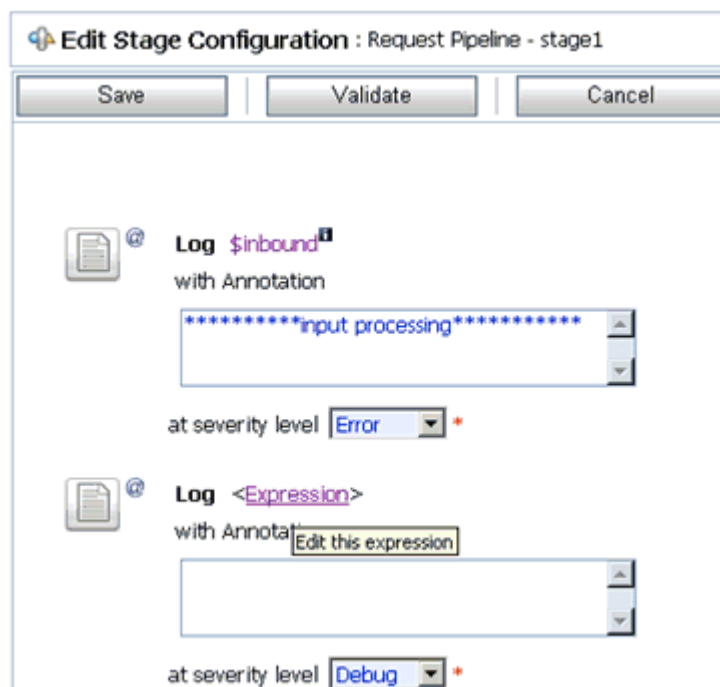 Edit Stage Configuration : Request Pipeline - stage1
Save Validate Cancel
@ Log $inbound i
with Annotation
**********input processing***********
at severity level Error *
@ Log <Expression>
with Annotati
Edit this expression
at severity level Debug *